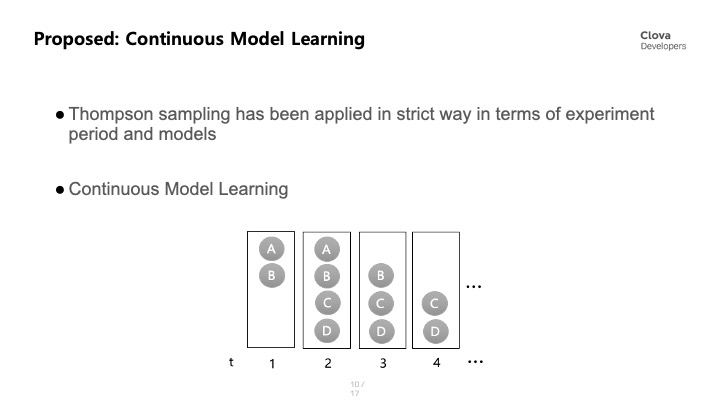 Proposed: Continuous Model Learning
Clova
Developers
● Thompson sampling has been applied in strict way in terms of experiment
period and models
● Continuous Model Learning
A A
B B B
C C C
D D D
...
t 1 2 3 4 ...
10 /
17